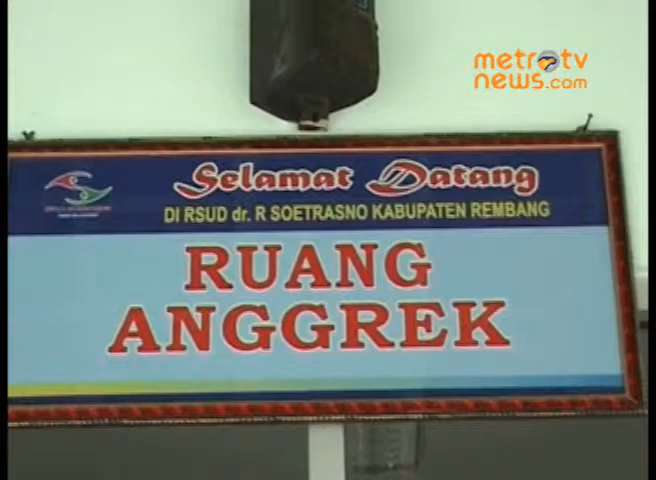 metrotv
news.com
Selamat Datang
DI RSUD dr. R SOETRASNO KABUPATEN REMBANG
RUANG
ANGGREK